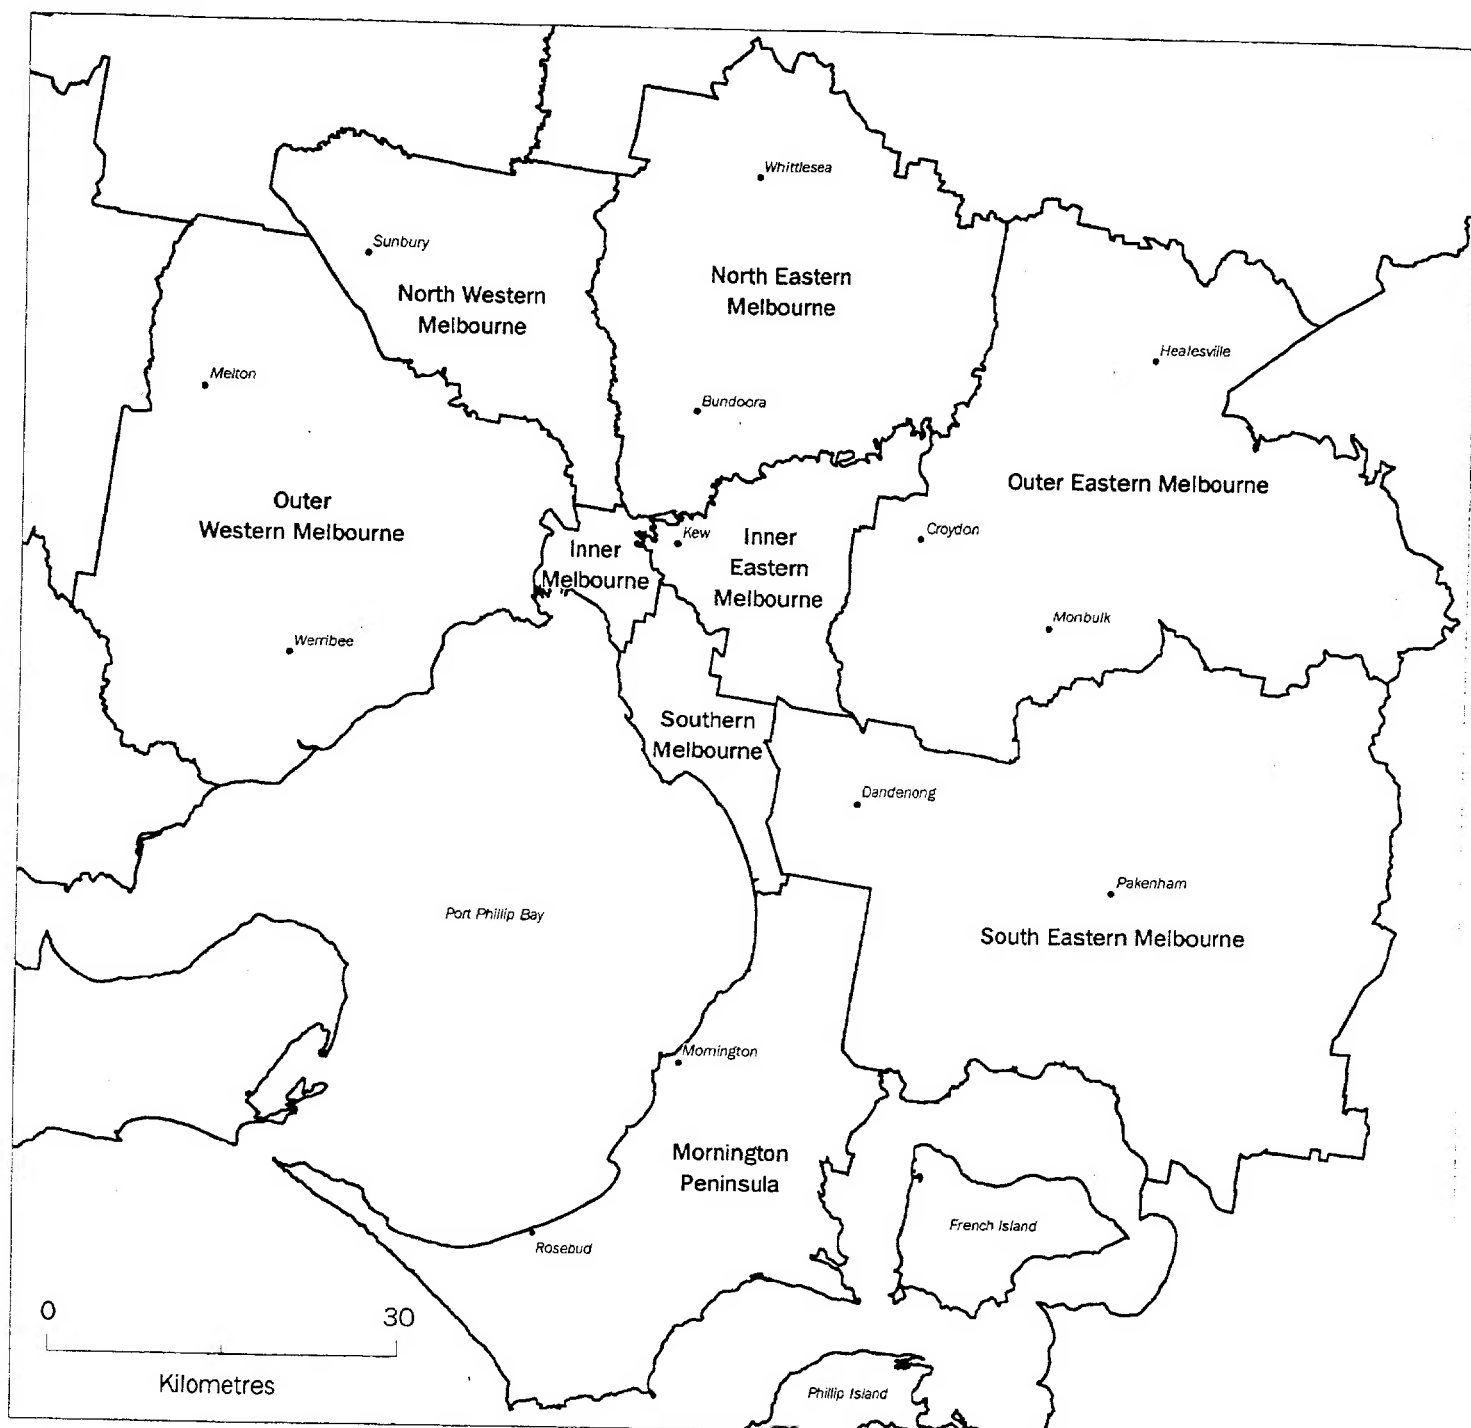 Whittlesea
Sunbury
North Western
Melbourne
North Eastern
Melbourne
Healesville
Melton
Bundoora
Outer
Western Melbourne
Outer Eastern Melbourne
Croydon
Kew
Inner
Melbourne
Inner
Eastern
Melbourne
Monbulk
Werribee
Southern
Melbourne
Dandenong
Pakenham
Port Phillip Bay
South Eastern Melbourne
Mornington
Mornington
Peninsula
French Island
Rosebud
0
30
Kilometres
Phillip Island